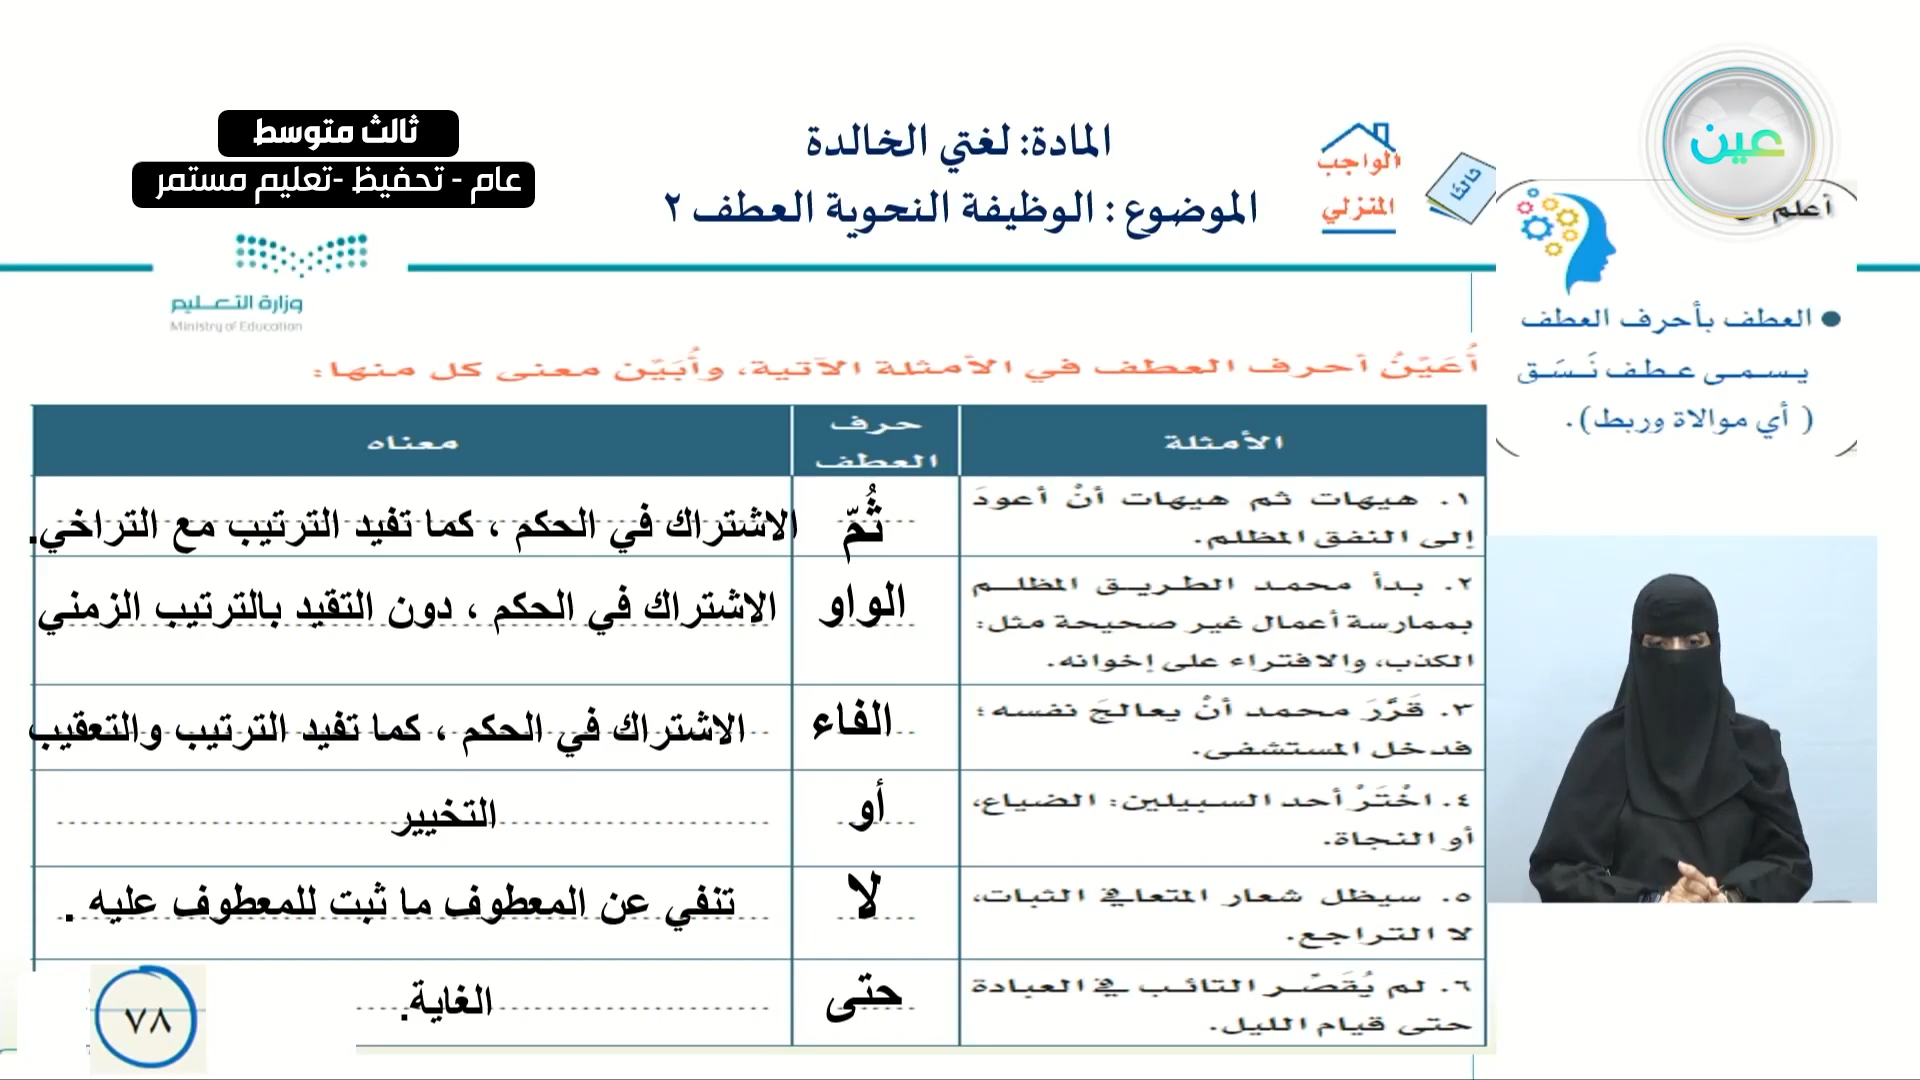 عين
ثالث متوسط
عام - تحفيظ -تعليم مستمر
المادة: لغتي الخالدة
الموضوع : الوظيفة النحوية العطف ٢
الواجب
المنزلي
ثالثًا
وزارة التعليم
Ministry of Education
أعلم
العطف بأحرف العطف
يسمى عطف نَسَق
( أي موالاة وربط).
أُعَيّنُ أحرف العطف في الأمثلة الآتية، وأُبَيّن معنى كل منها:
الأمثلة
حرف
العطف
معناه
١. هيهات ثم هيهات أنْ أعودَ
إلى النفق المظلم.
ثُمّ
الاشتراك في الحكم ، كما تفيد الترتيب مع التراخي.
٢. بدأ محمد الطريق المظلم
بممارسة أعمال غير صحيحة مثل:
الكذب، والافتراء على إخوانه.
الواو
الاشتراك في الحكم ، دون التقيد بالترتيب الزمني
٣. قَرَّرَ محمد أنْ يعالجَ نفسه؛
فدخل المستشفى.
الفاء
الاشتراك في الحكم ، كما تفيد الترتيب والتعقيب
٤. اخْتَرْ أحد السبيلين: الضياع،
أو النجاة.
أو
التخيير
٥. سيظل شعار المتعافي الثبات،
لا التراجع.
لا
تنفي عن المعطوف ما ثبت للمعطوف عليه .
٦. لم يُقَصِّر التائب في العبادة
حتى قيام الليل.
حتى
الغاية.
٧٨